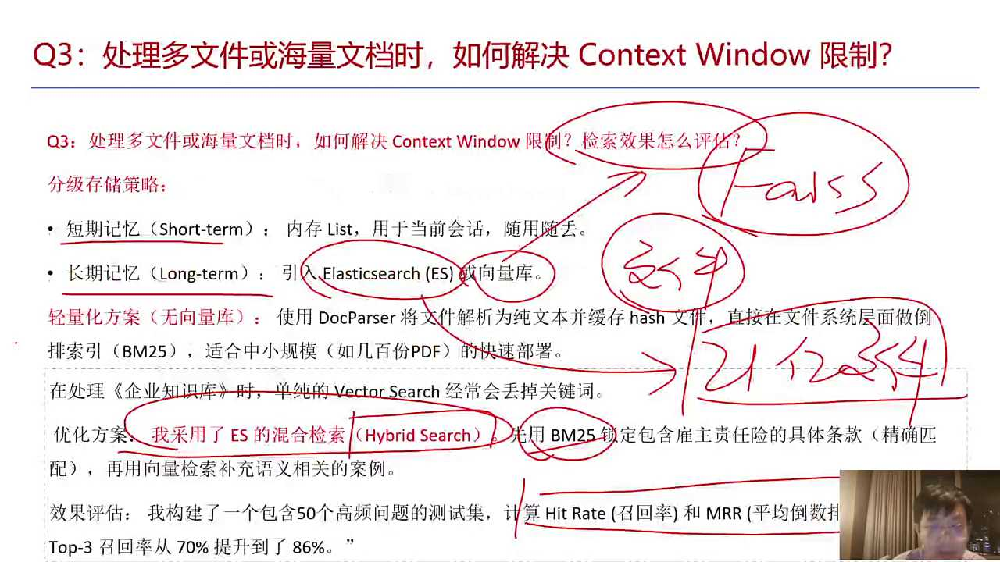 Q3：处理多文件或海量文档时，如何解决 Context Window 限制？
Q3：处理多文件或海量文档时，如何解决 Context Window 限制？检索效果怎么评估？
Faiss
分级存储策略：
• 短期记忆（Short-term）： 内存 List，用于当前会话，随用随丢。
文件
• 长期记忆（Long-term）： 引入 Elasticsearch (ES) 或向量库。
轻量化方案（无向量库）： 使用 DocParser 将文件解析为纯文本并缓存 hash 文件，直接在文件系统层面做倒
排索引（BM25），适合中小规模（如几百份PDF）的快速部署。
21个文件
在处理《企业知识库》时，单纯的 Vector Search 经常会丢掉关键词。
优化方案：我采用了 ES 的混合检索（Hybrid Search）。先用 BM25 锁定包含雇主责任险的具体条款（精确匹
配），再用向量检索补充语义相关的案例。
效果评估： 我构建了一个包含50个高频问题的测试集，计算 Hit Rate (召回率) 和 MRR (平均倒数排
Top-3 召回率从 70% 提升到了 86%。”